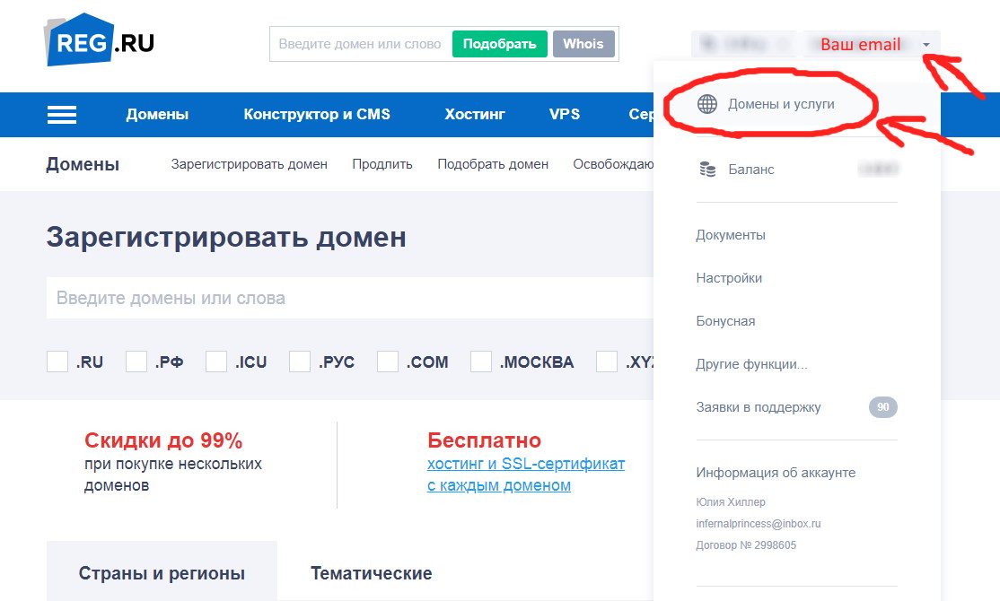 REG.RU
Введите домен или слово
Подобрать
Whois
Ваш email
Домены
Конструктор и CMS
Хостинг
VPS
Сер
Домены
Зарегистрировать домен
Продлить
Подобрать домен
Освобождаю
Зарегистрировать домен
Введите домены или слова
.RU
.РФ
.ICU
.РУС
.COM
.МОСКВА
.XYZ
Скидки до 99%
при покупке нескольких
доменов
Бесплатно
хостинг и SSL-сертификат
с каждым доменом
Страны и регионы
Тематические
Домены и услуги
Баланс
Документы
Настройки
Бонусная
Другие функции...
Заявки в поддержку
90
Информация об аккаунте
Юлия Хиллер
infernalprincess@inbox.ru
Договор № 2998605